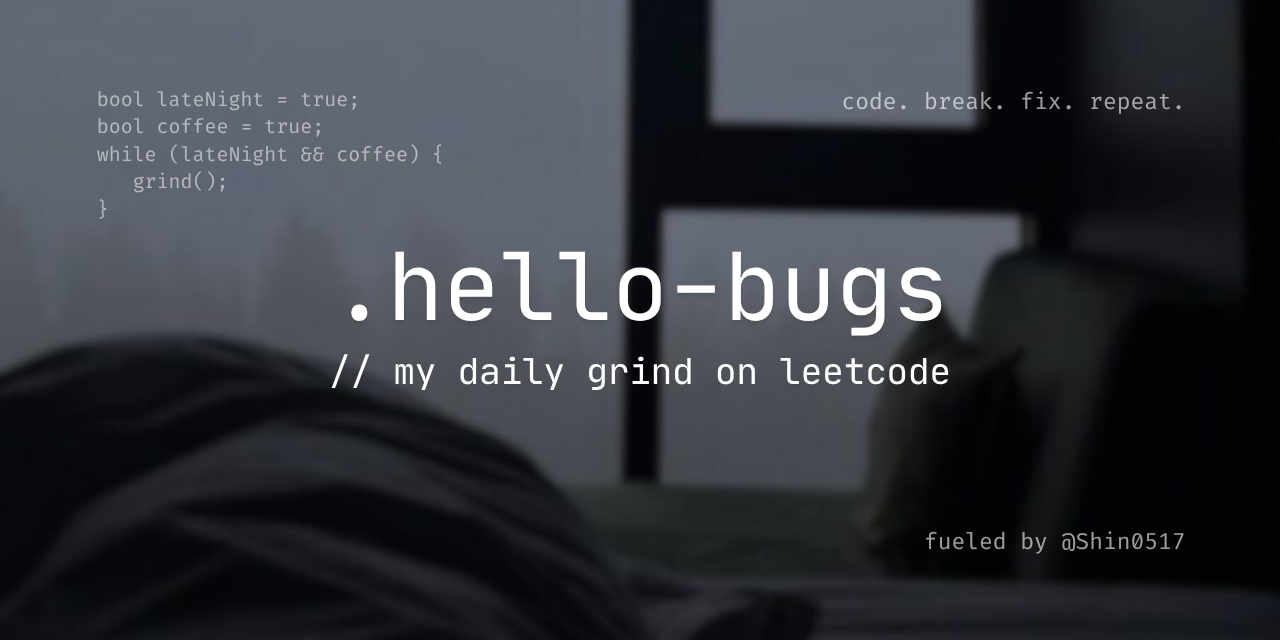 bool lateNight = true;
bool coffee = true;
while (lateNight && coffee) {
   grind();
}
code. break. fix. repeat.
.hello-bugs
// my daily grind on leetcode
fueled by @Shin0517